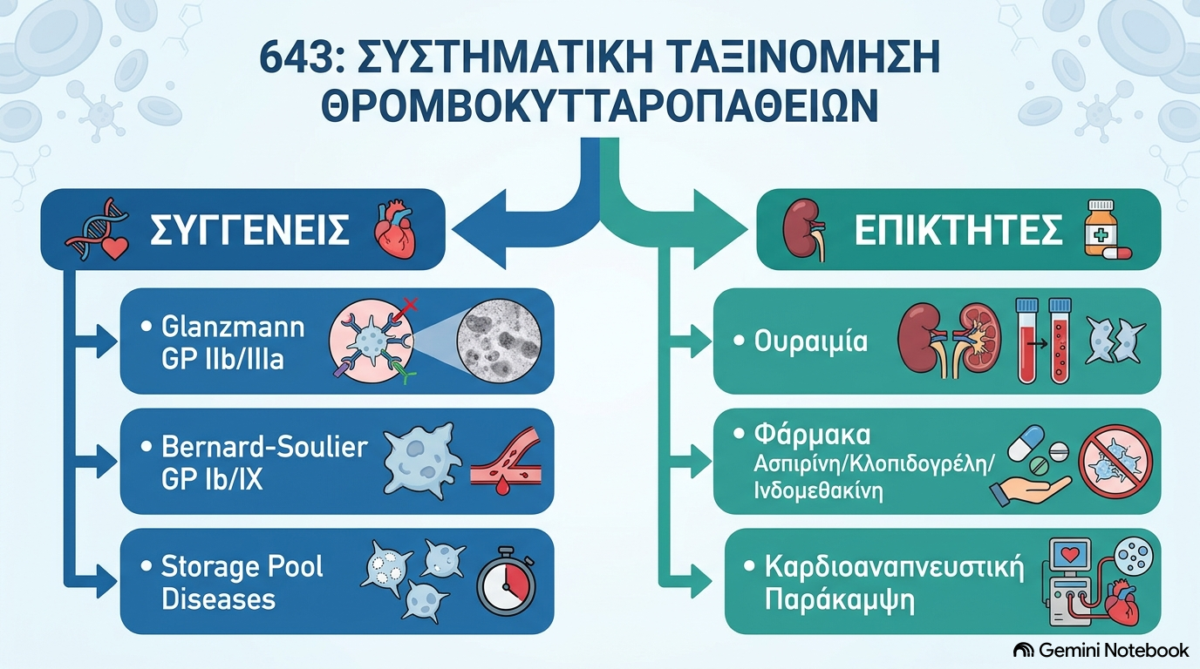 643: ΣΥΣΤΗΜΑΤΙΚΗ ΤΑΞΙΝΟΜΗΣΗ
ΘΡΟΜΒΟΚΥΤΤΑΡΟΠΑΘΕΙΩΝ
ΣΥΓΓΕΝΕΙΣ
• Glanzmann
GP IIb/IIIa
• Bernard-Soulier
GP Ib/IX
• Storage Pool
Diseases
ΕΠΙΚΤΗΤΕΣ
• Ουραιμία
• Φάρμακα
Ασπιρίνη/Κλοπιδογρέλη/
Ινδομεθακίνη
• Καρδιοαναπνευστική
Παράκαμψη
Gemini Notebook